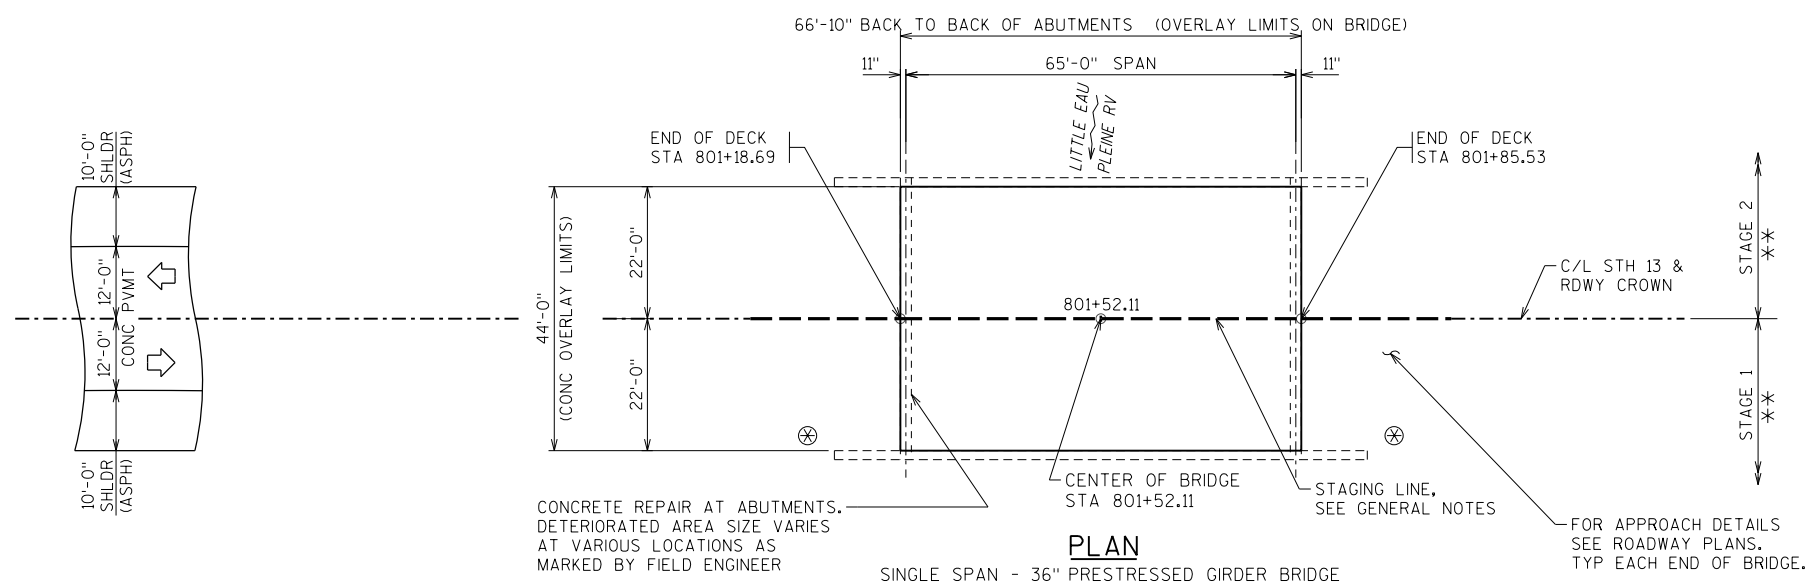 66'-10" BACK TO BACK OF ABUTMENTS (OVERLAY LIMITS ON BRIDGE)
11"
65'-0" SPAN
11"
LITTLE EAU
PLEINE RV
END OF DECK
STA 801+18.69
END OF DECK
STA 801+85.53
10'-0"
SHLDR
(ASPH)
12'-0"
12'-0"
CONC PVMT
10'-0"
SHLDR
(ASPH)
44'-0"
(CONC OVERLAY LIMITS)
22'-0"
22'-0"
801+52.11
C/L STH 13 &
RDWY CROWN
STAGE 2
**
STAGE 1
**
CENTER OF BRIDGE
STA 801+52.11
STAGING LINE,
SEE GENERAL NOTES
CONCRETE REPAIR AT ABUTMENTS.
DETERIORATED AREA SIZE VARIES
AT VARIOUS LOCATIONS AS
MARKED BY FIELD ENGINEER
FOR APPROACH DETAILS
SEE ROADWAY PLANS.
TYP EACH END OF BRIDGE.
PLAN
SINGLE SPAN - 36" PRESTRESSED GIRDER BRIDGE